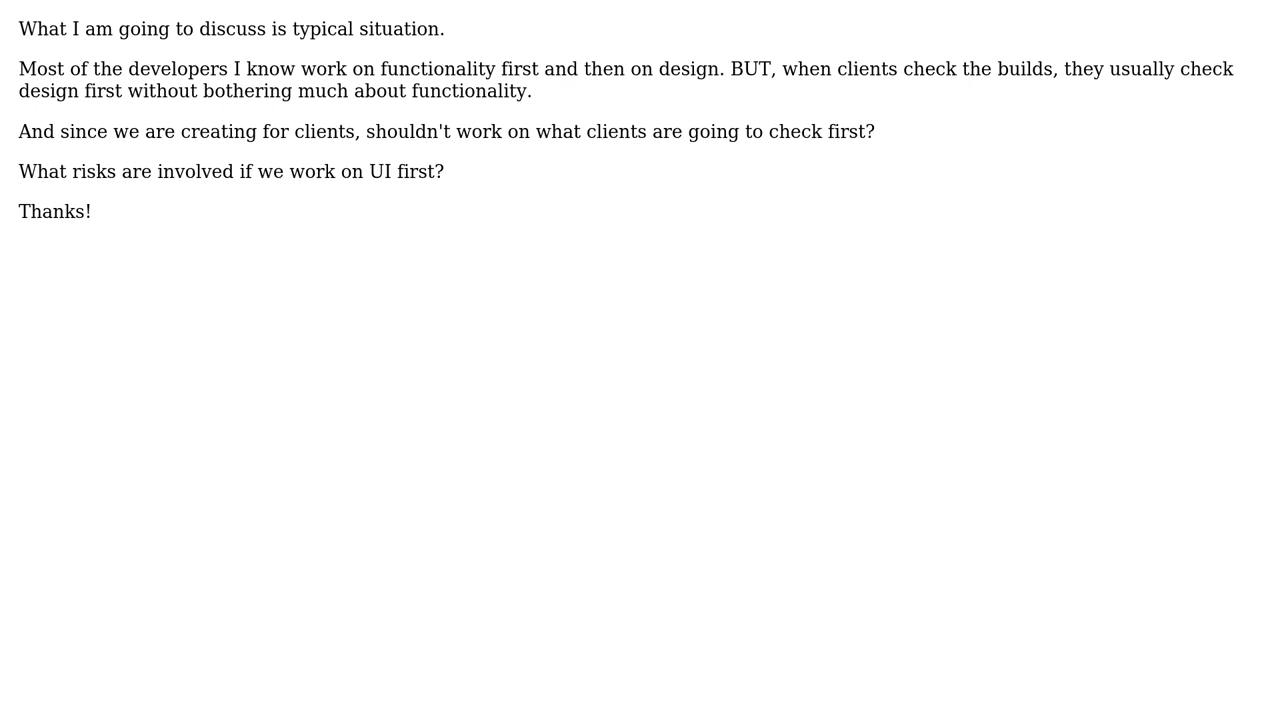 What I am going to discuss is typical situation.
Most of the developers I know work on functionality first and then on design. BUT, when clients check the builds, they usually check
design first without bothering much about functionality.
And since we are creating for clients, shouldn't work on what clients are going to check first?
What risks are involved if we work on UI first?
Thanks!